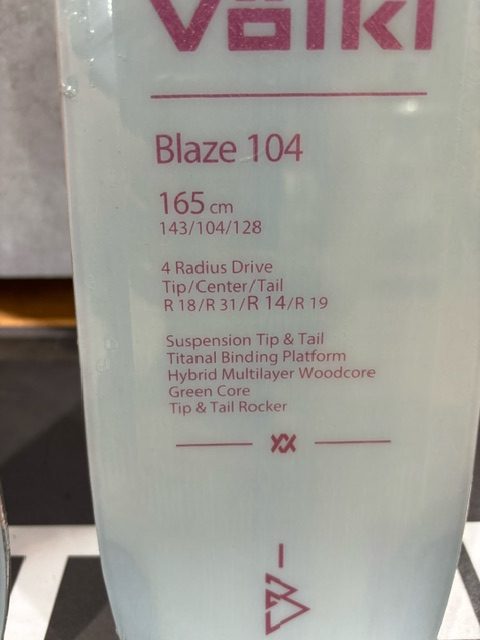 Völkl
Blaze 104
165 cm
143/104/128
4 Radius Drive
Tip/Center/Tail
R 18/R 31/R 14/R 19
Suspension Tip & Tail
Titanal Binding Platform
Hybrid Multilayer Woodcore
Green Core
Tip & Tail Rocker